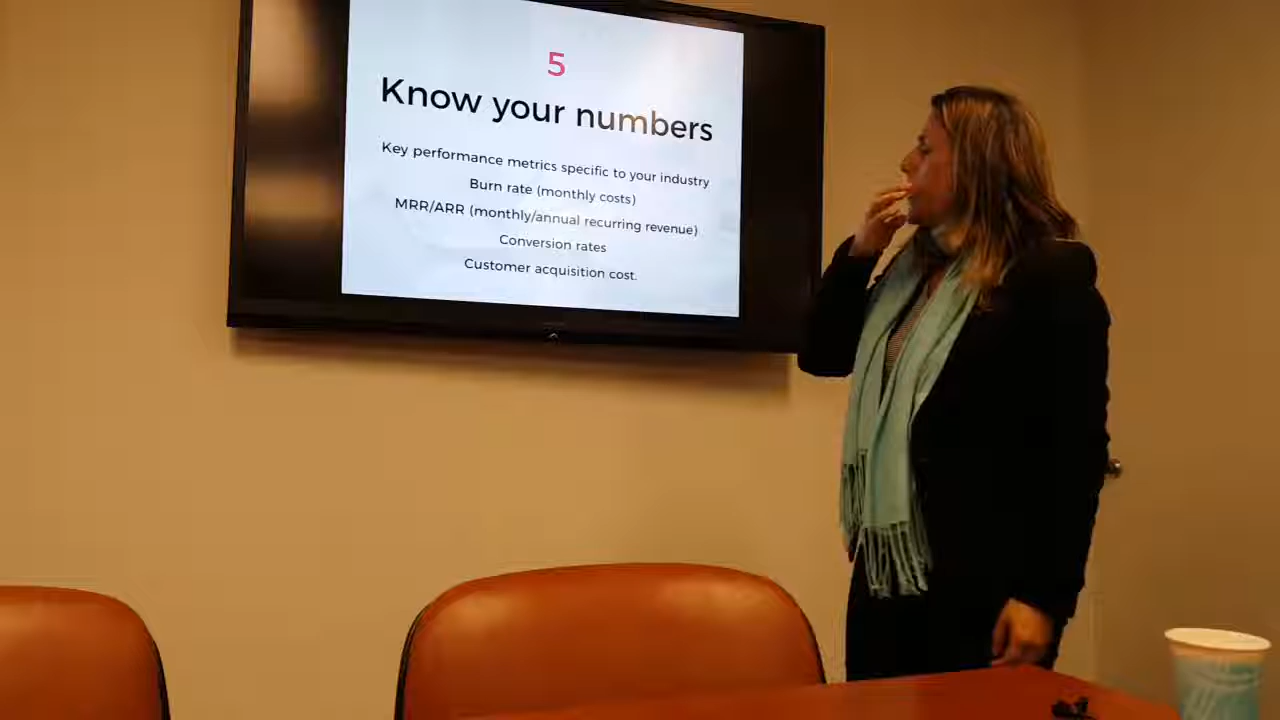 5
Know your numbers
Key performance metrics specific to your industry
Burn rate (monthly costs)
MRR/ARR (monthly/annual recurring revenue)
Conversion rates
Customer acquisition cost.